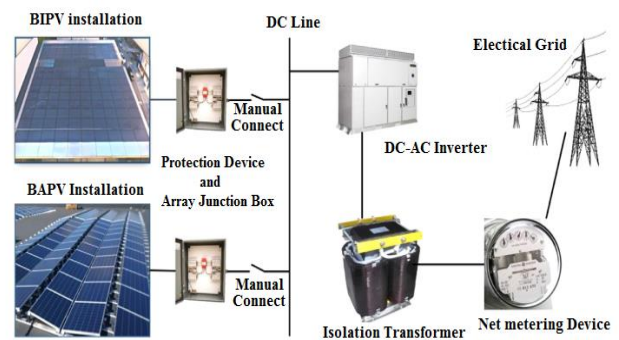 BIPV installation
DC Line
Electical Grid
Manual
Connect
DC-AC Inverter
Protection Device
and
Array Junction Box
BAPV Installation
Manual
Connect
Isolation Transformer
Net metering Device